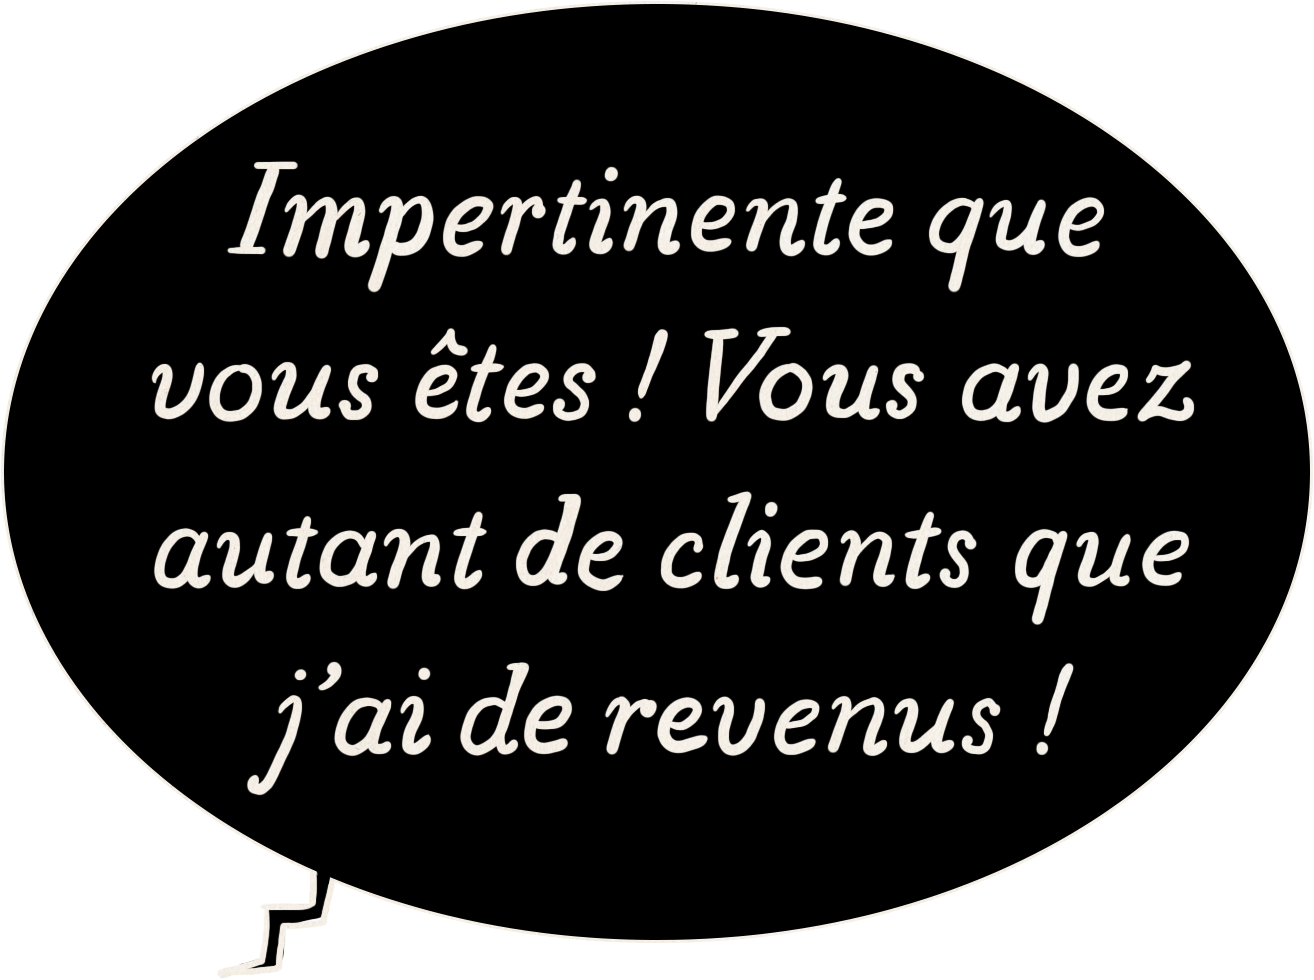 Impertinente que
vous êtes ! Vous avez
autant de clients que
j’ai de revenus !